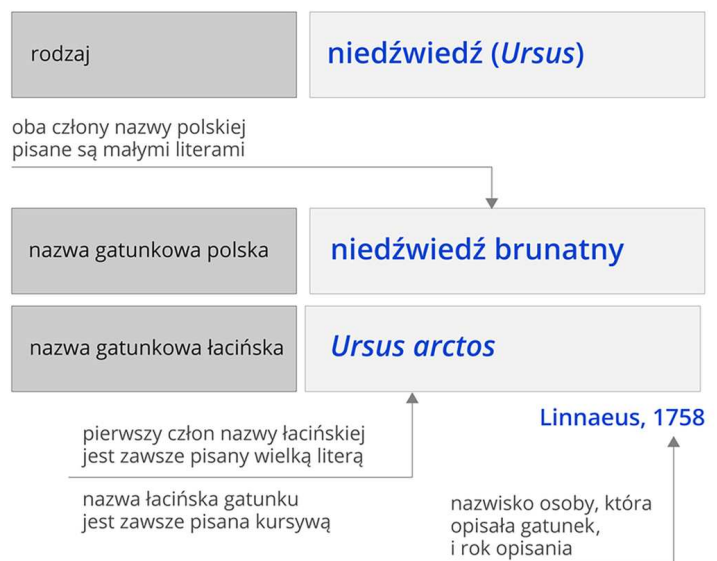 rodzaj
niedźwiedź (Ursus)
oba człony nazwy polskiej
pisane są małymi literami
nazwa gatunkowa polska
niedźwiedź brunatny
nazwa gatunkowa łacińska
Ursus arctos
Linnaeus, 1758
pierwszy człon nazwy łacińskiej
jest zawsze pisany wielką literą
nazwa łacińska gatunku
jest zawsze pisana kursywą
nazwisko osoby, która
opisała gatunek,
i rok opisania